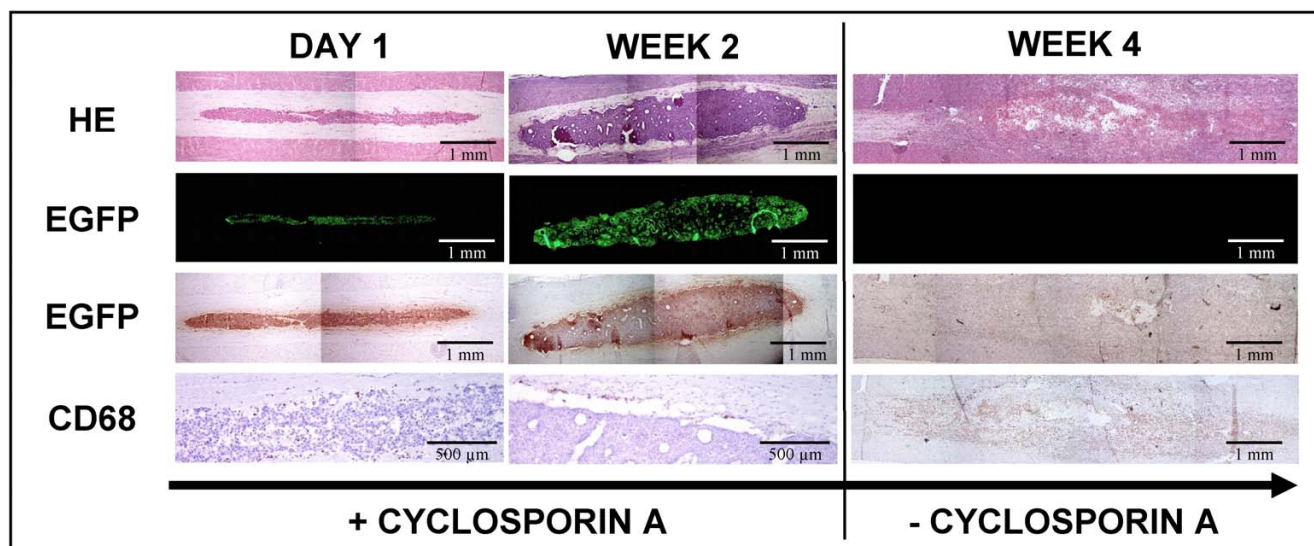 DAY 1 WEEK 2 WEEK 4
HE 1 mm 1 mm 1 mm
EGFP 1 mm 1 mm 1 mm
EGFP 1 mm 1 mm 1 mm
CD68 500 µm 500 µm 1 mm
+ CYCLOSPORIN A - CYCLOSPORIN A